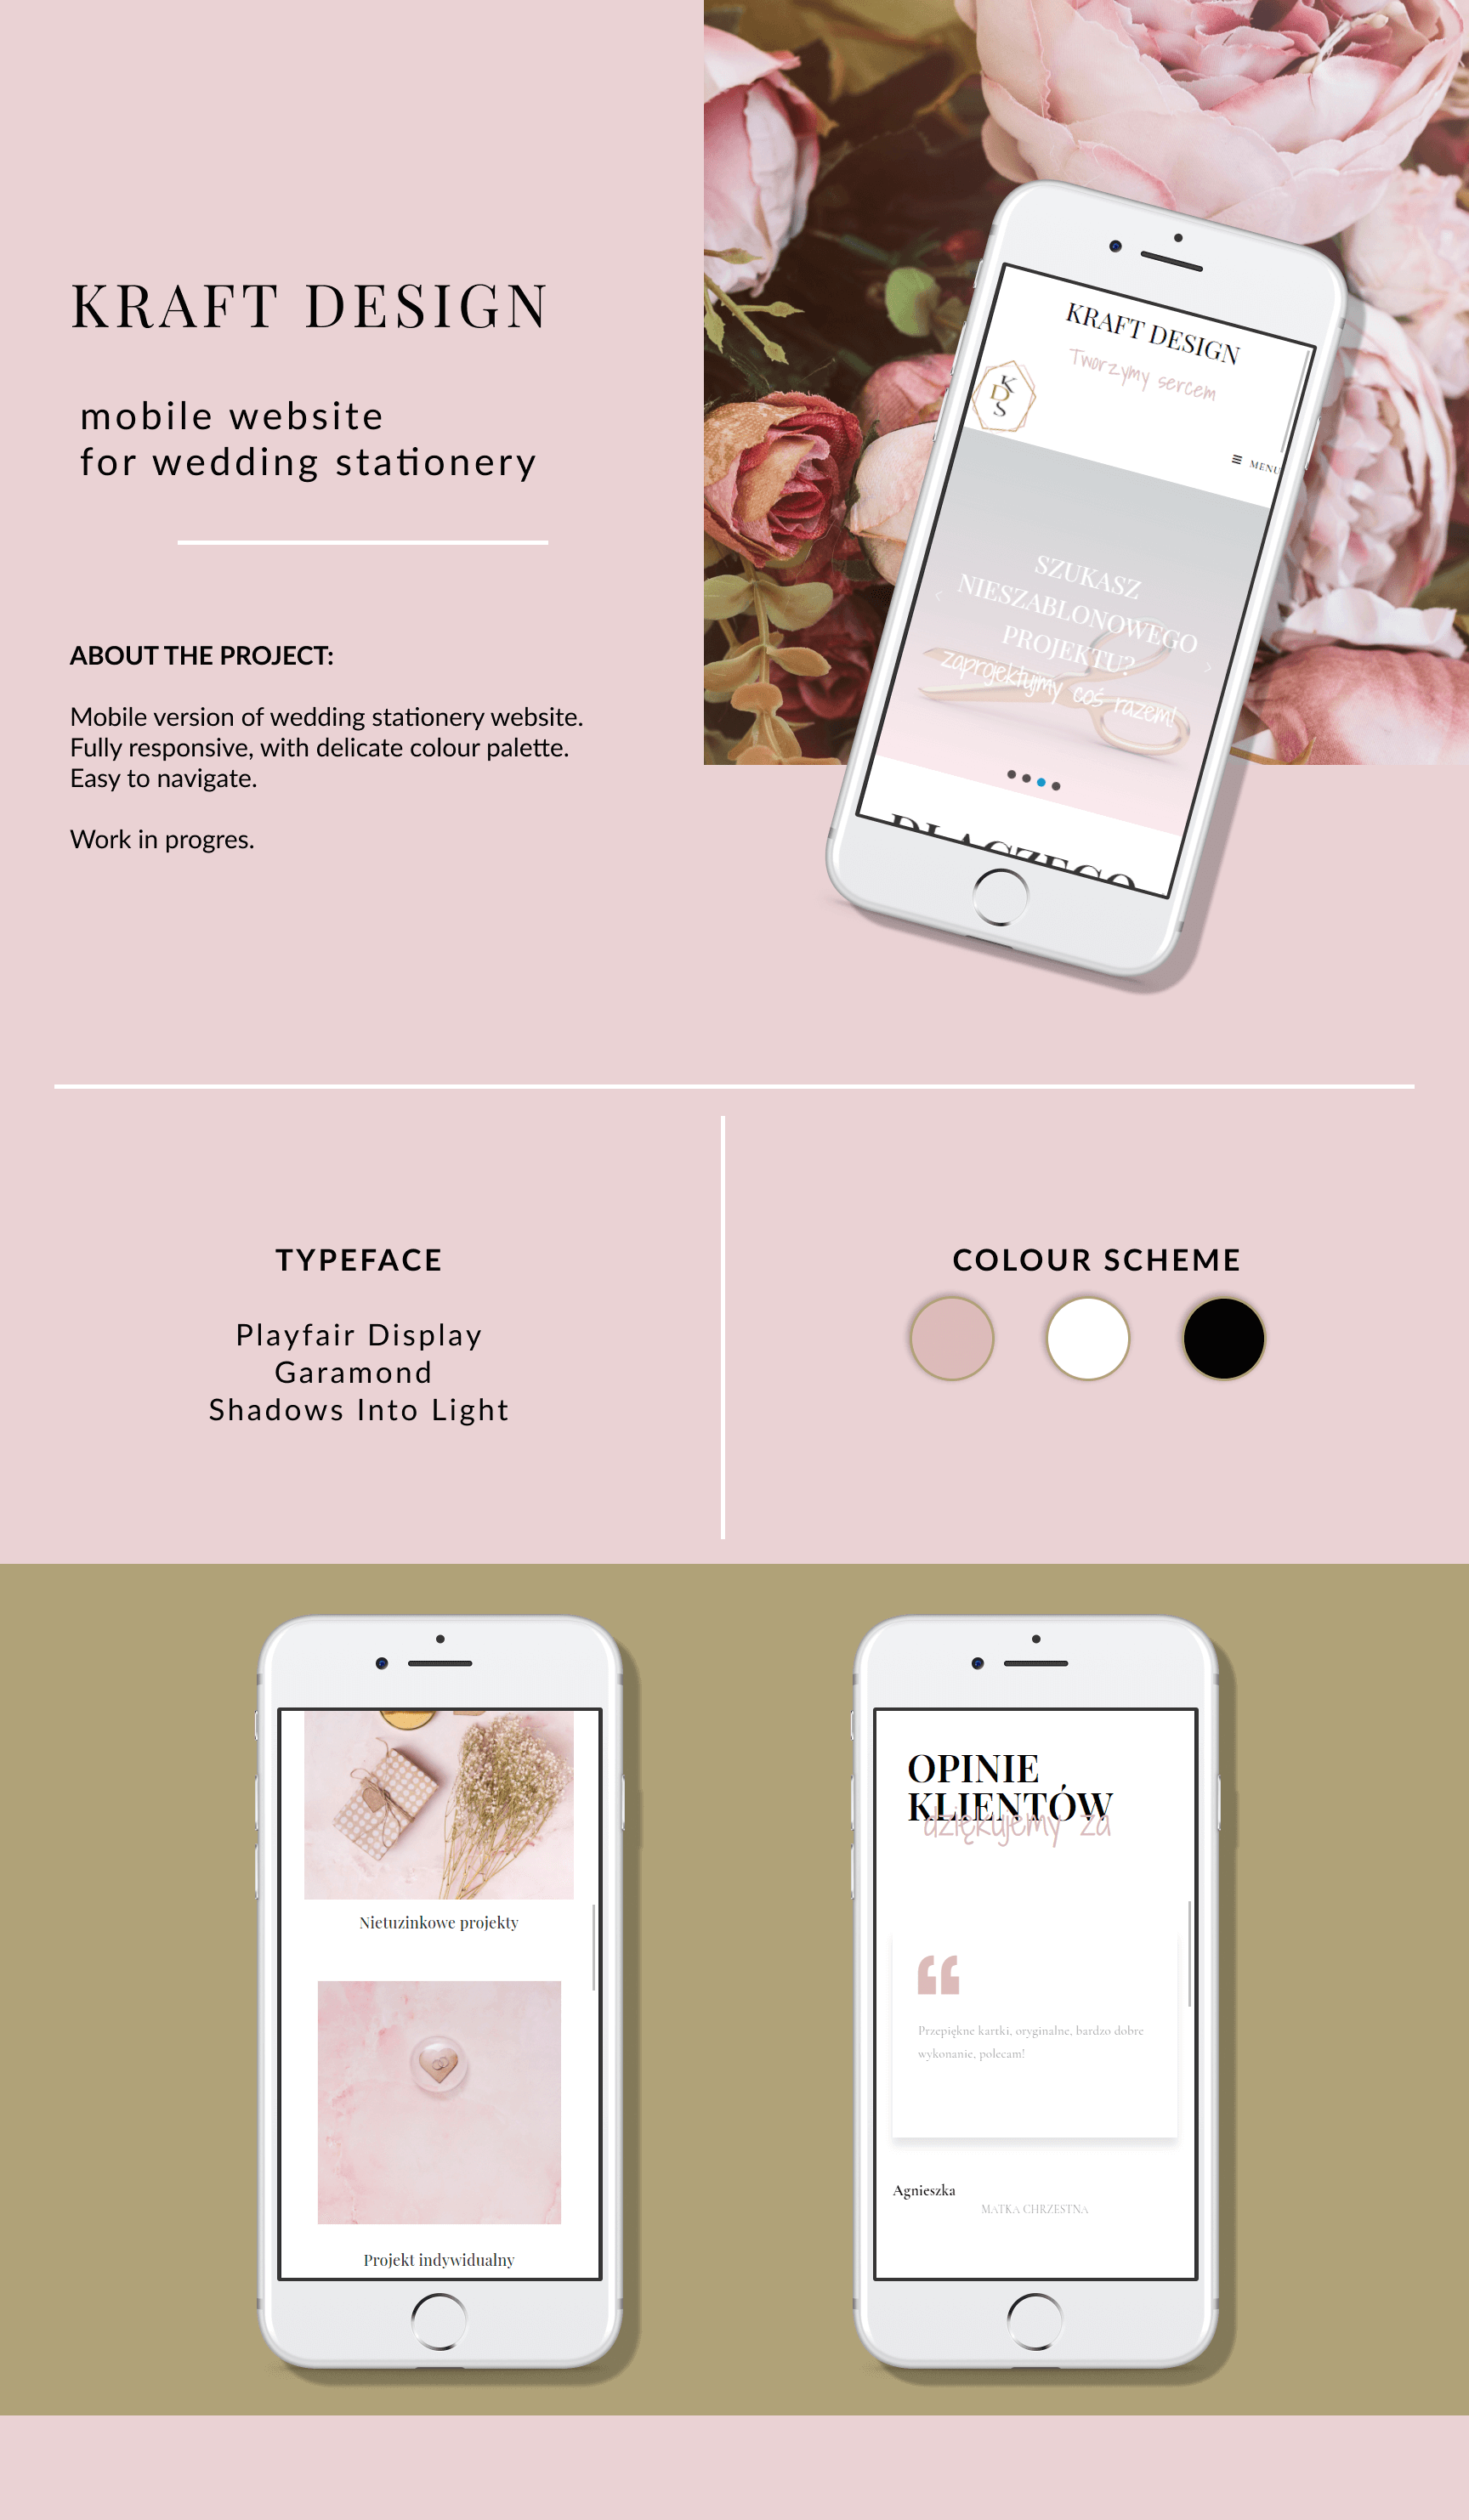 KRAFT DESIGN
mobile website
for wedding stationery
ABOUT THE PROJECT:
Mobile version of wedding stationery website.
Fully responsive, with delicate colour palette.
Easy to navigate.
Work in progres.
KRAFT DESIGN
Tworzymy sercem
KDS
MENU
SZUKASZ
NIESZABLONOWEGO
PROJEKTU?
zaprojektujmy coś razem!
DLACZEGO
TYPEFACE
Playfair Display
Garamond
Shadows Into Light
COLOUR SCHEME
Nietuzinkowe projekty
Projekt indywidualny
OPINIE
KLIENTÓW
dziękujemy za
Przepiękne kartki, oryginalne, bardzo dobre
wykonanie, polecam!
Agnieszka
MATKA CHRZESTNA